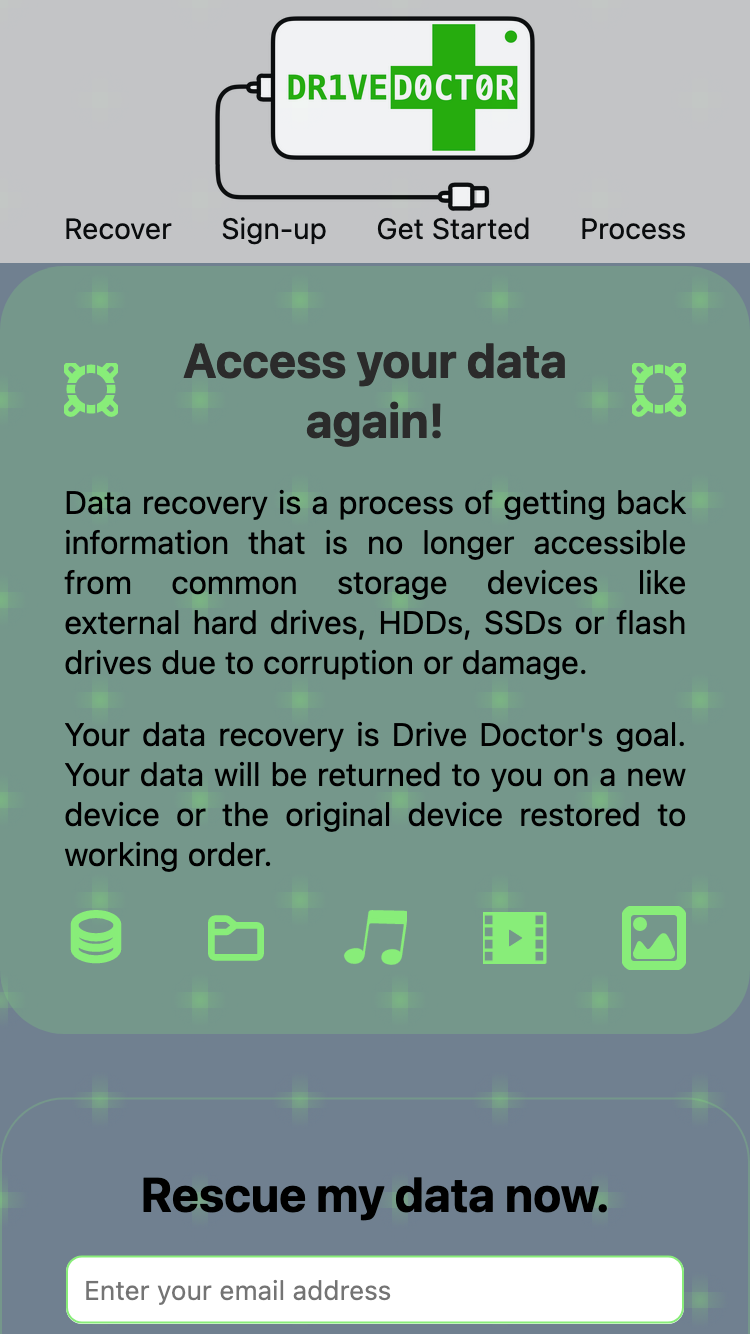 DR1VED0CT0R
Recover Sign-up Get Started Process
Access your data
again!
Data recovery is a process of getting back
information that is no longer accessible
from common storage devices like
external hard drives, HDDs, SSDs or flash
drives due to corruption or damage.
Your data recovery is Drive Doctor's goal.
Your data will be returned to you on a new
device or the original device restored to
working order.
Rescue my data now.
Enter your email address